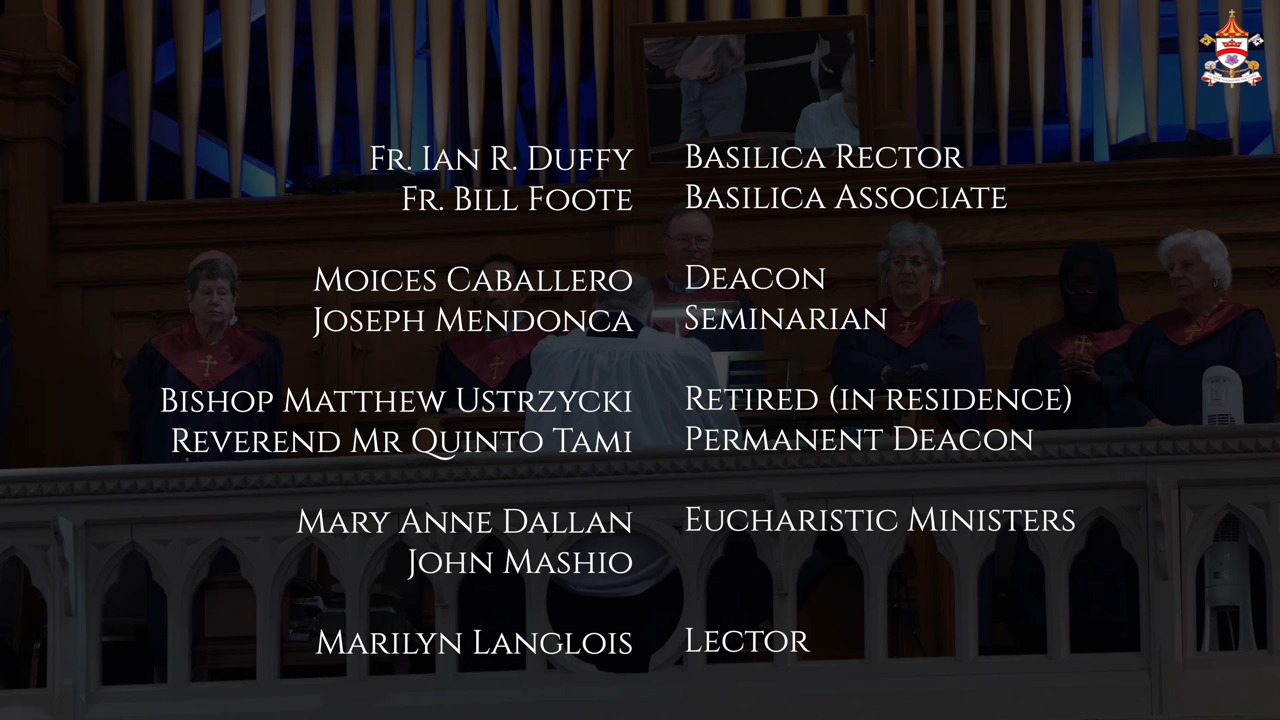 Fr. Ian R. Duffy Basilica Rector
Fr. Bill Foote Basilica Associate
Moices Caballero Deacon
Joseph Mendonca Seminarian
Bishop Matthew Ustrzycki Retired (in residence)
Reverend Mr Quinto Tami Permanent Deacon
Mary Anne Dallan Eucharistic Ministers
John Mashio
Marilyn Langlois Lector